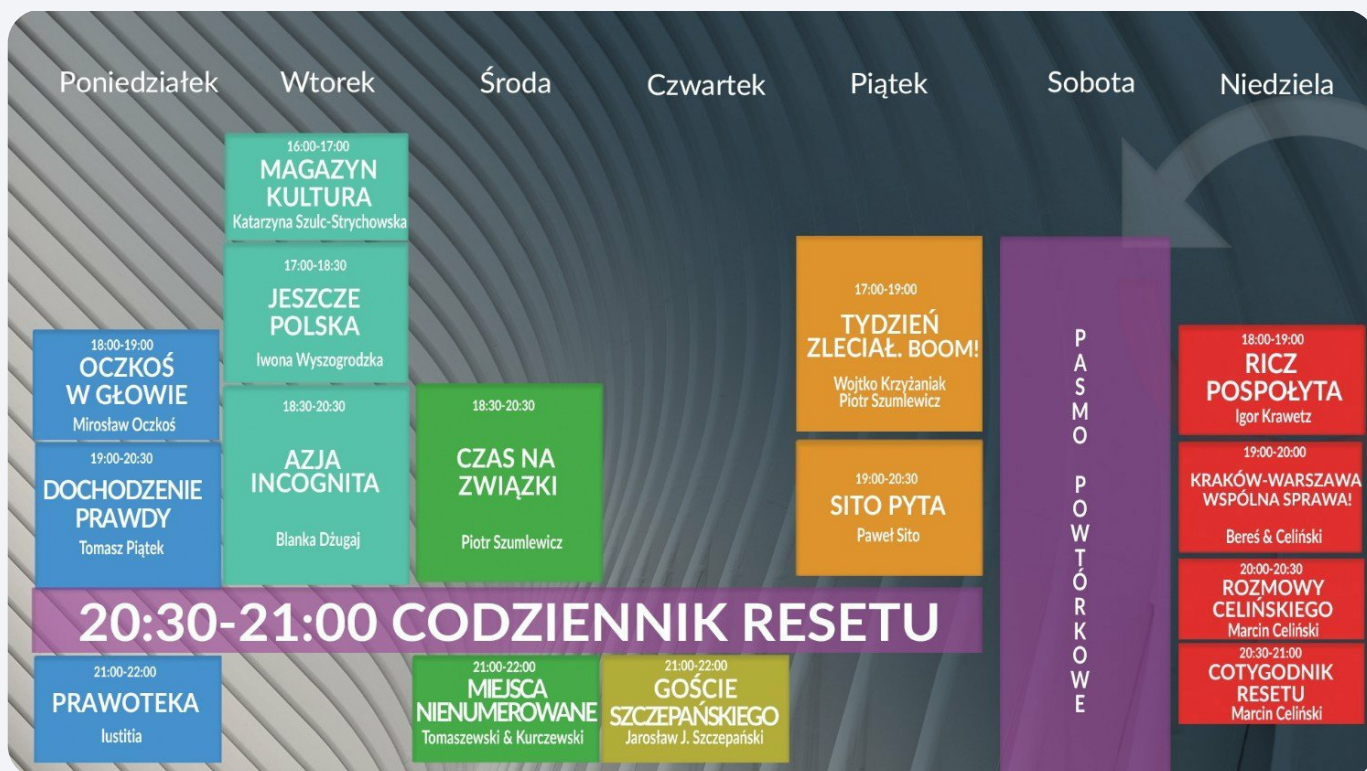 Poniedziałek
Wtorek
Środa
Czwartek
Piątek
Sobota
Niedziela
18:00-19:00
OCZKOŚ
W GŁOWIE
Mirosław Oczkoś
19:00-20:30
DOCHODZENIE
PRAWDY
Tomasz Piątek
16:00-17:00
MAGAZYN
KULTURA
Katarzyna Szulc-Strychowska
17:00-18:30
JESZCZE
POLSKA
Iwona Wyszogrodzka
18:30-20:30
AZJA
INCOGNITA
Blanka Dżugaj
18:30-20:30
CZAS NA
ZWIĄZKI
Piotr Szumlewicz
17:00-19:00
TYDZIEŃ
ZLECIAŁ. BOOM!
Wojtko Krzyżaniak
Piotr Szumlewicz
19:00-20:30
SITO PYTA
Paweł Sito
20:30-21:00 CODZIENNIK RESETU
21:00-22:00
PRAWOTEKA
Iustitia
21:00-22:00
MIEJSCA
NIENUMEROWANE
Tomaszewski & Kurczewski
21:00-22:00
GOŚCIE
SZCZEPAŃSKIEGO
Jarosław J. Szczepański
PASMO POWTÓRKOWE
18:00-19:00
RICZ
POSPOŁYTA
Igor Krawetz
19:00-20:00
KRAKÓW-WARSZAWA
WSPÓLNA SPRAWA!
Bereś & Celiński
20:00-20:30
ROZMOWY
CELIŃSKIEGO
Marcin Celiński
20:30-21:00
COTYGODNIK
RESETU
Marcin Celiński